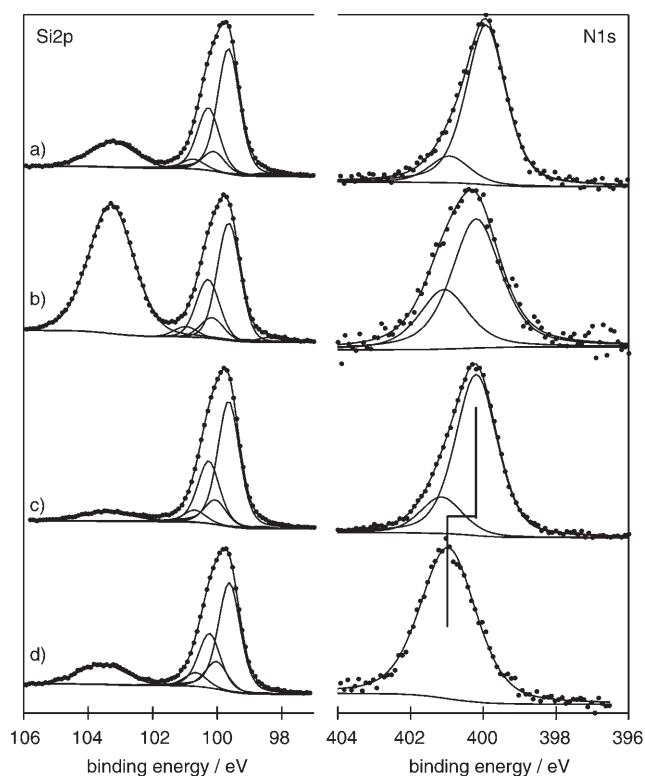 Si2p
N1s
a)
b)
c)
d)
106 104 102 100 98
404 402 400 398 396
binding energy / eV
binding energy / eV